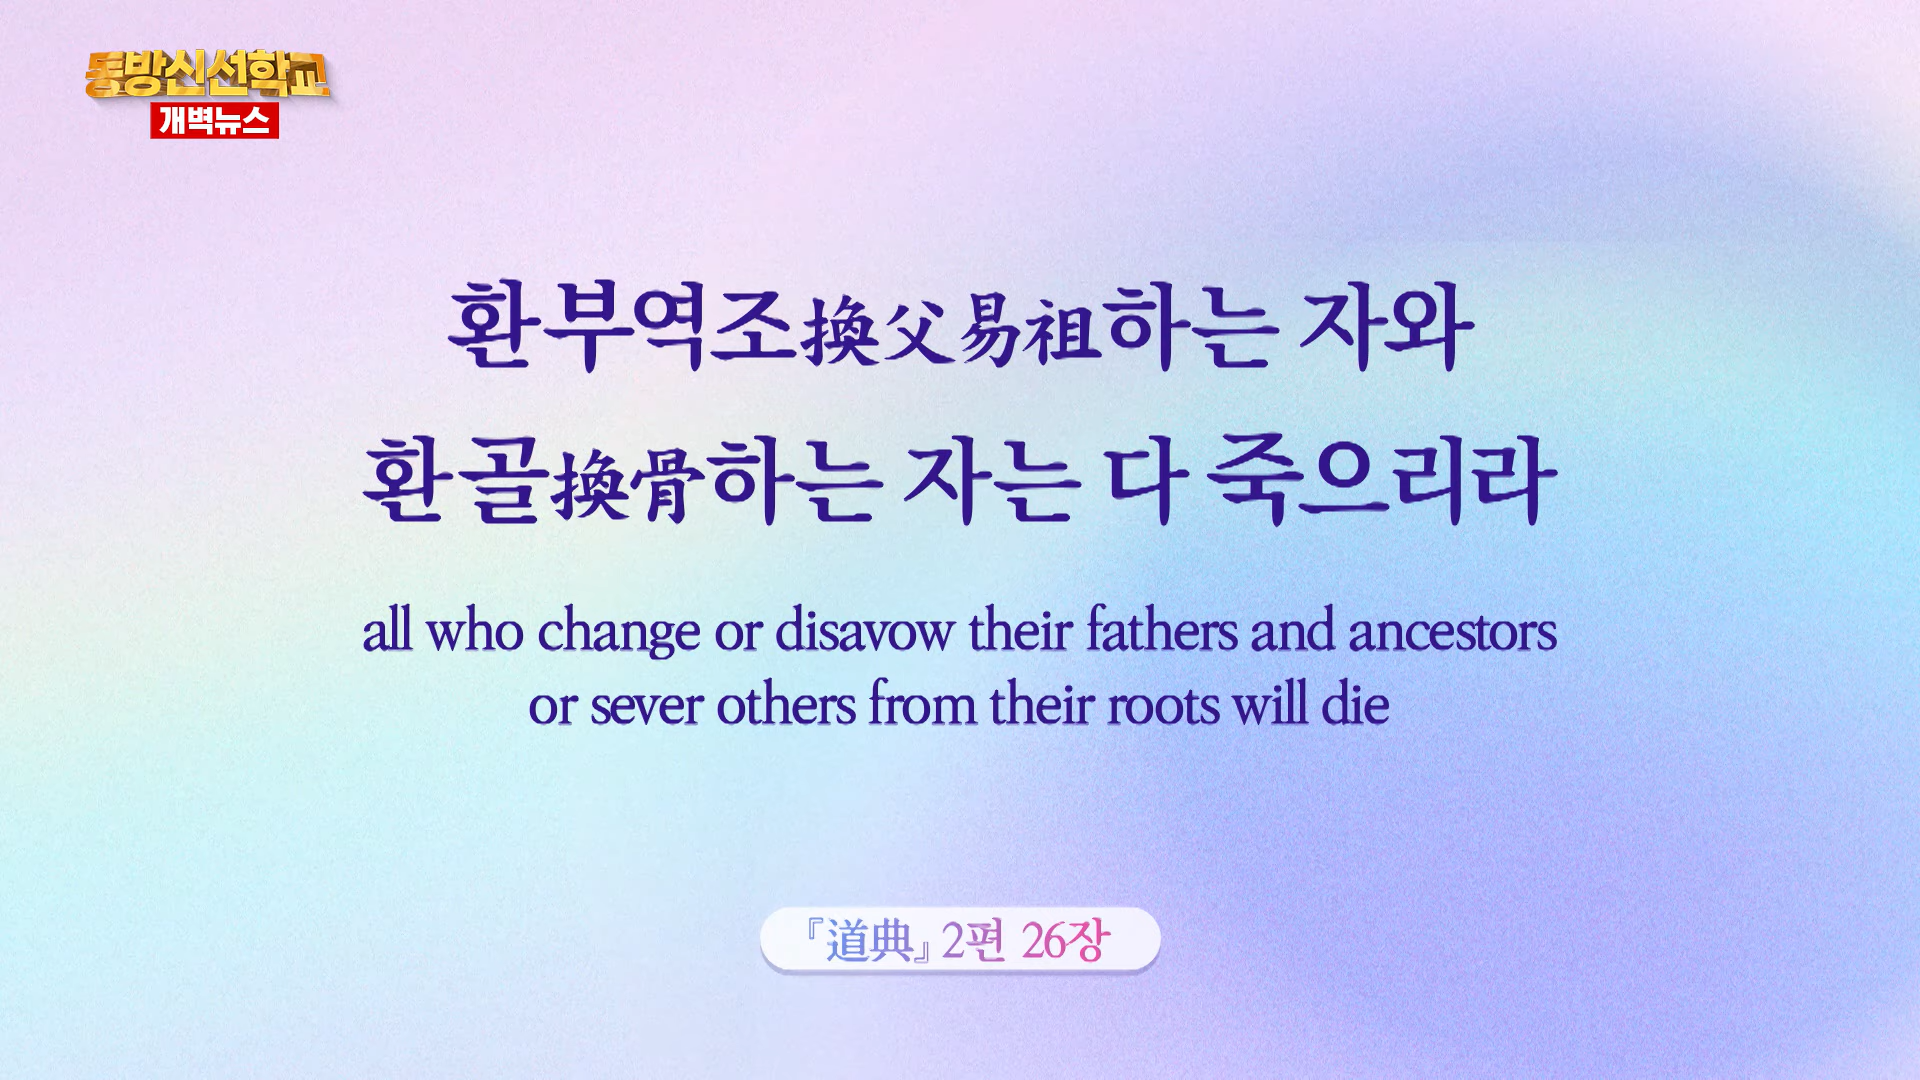 동방신선학교
개벽뉴스
환부역조換父易祖하는 자와
환골換骨하는 자는 다 죽으리라
all who change or disavow their fathers and ancestors
or sever others from their roots will die
『道典』 2편 26장